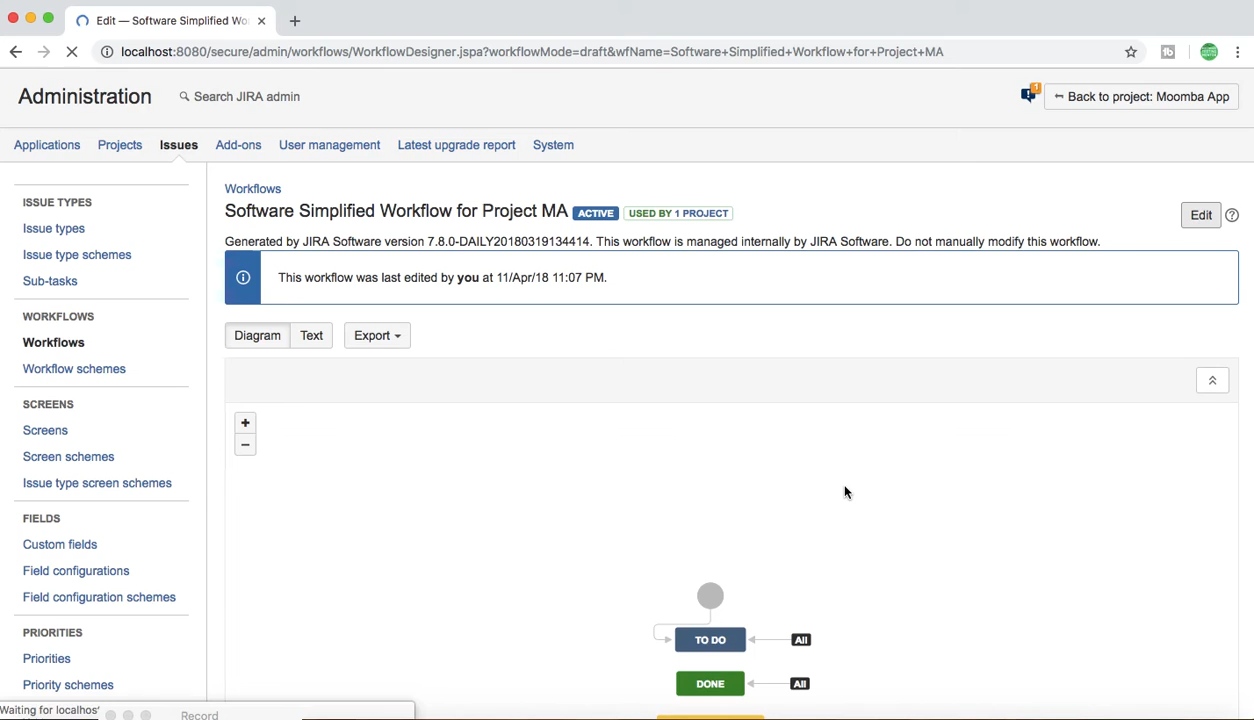 Edit — Software Simplified Wo
localhost:8080/secure/admin/workflows/WorkflowDesigner.jspa?workflowMode=draft&wfName=Software+Simplified+Workflow+for+Project+MA
Administration
Search JIRA admin
1
Back to project: Moomba App
Applications Projects Issues Add-ons User management Latest upgrade report System
ISSUE TYPES
Issue types
Issue type schemes
Sub-tasks
WORKFLOWS
Workflows
Workflow schemes
SCREENS
Screens
Screen schemes
Issue type screen schemes
FIELDS
Custom fields
Field configurations
Field configuration schemes
PRIORITIES
Priorities
Priority schemes
Workflows
Software Simplified Workflow for Project MA ACTIVE USED BY 1 PROJECT
Edit
Generated by JIRA Software version 7.8.0-DAILY20180319134414. This workflow is managed internally by JIRA Software. Do not manually modify this workflow.
This workflow was last edited by you at 11/Apr/18 11:07 PM.
Diagram Text Export
+
−
TO DO All
DONE All
Waiting for localhos
Record